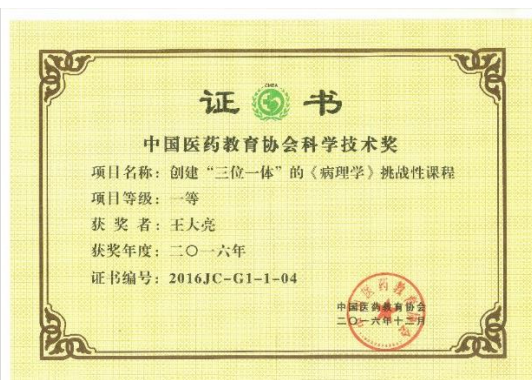 证 书
CMEA
中国医药教育协会科学技术奖
项目名称：创建“三位一体”的《病理学》挑战性课程
项目等级：一等
获 奖 者：王大亮
获奖年度：二〇一六年
证书编号：2016JC-G1-1-04
中国医药教育协会
二〇一六年十二月